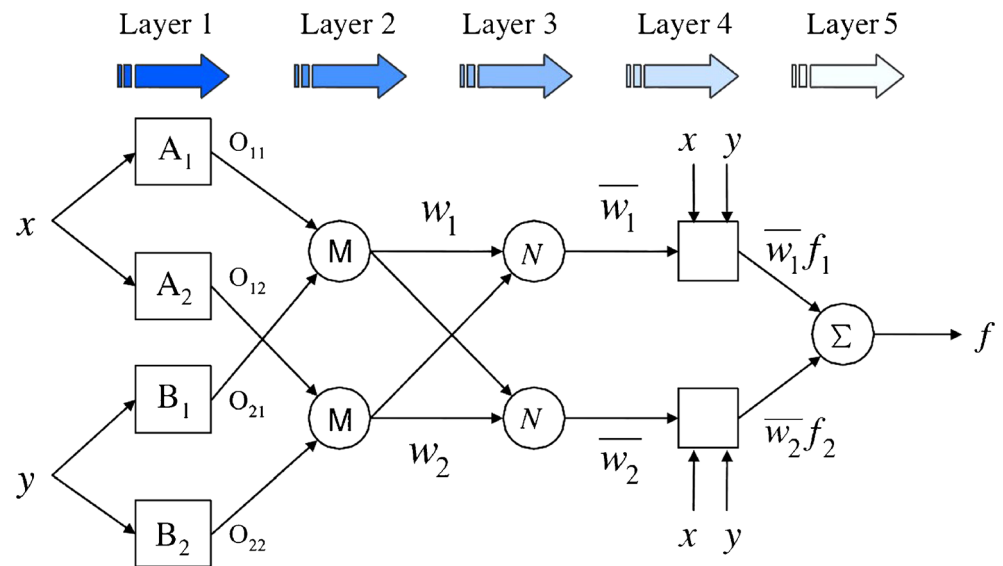 Layer 1 Layer 2 Layer 3 Layer 4 Layer 5
x y
A₁ O₁₁
w₁ w̅₁
x M N w̅₁f₁
A₂ O₁₂
Σ f
B₁ O₂₁
M N w̅₂f₂
y w₂ w̅₂
B₂ O₂₂ x y